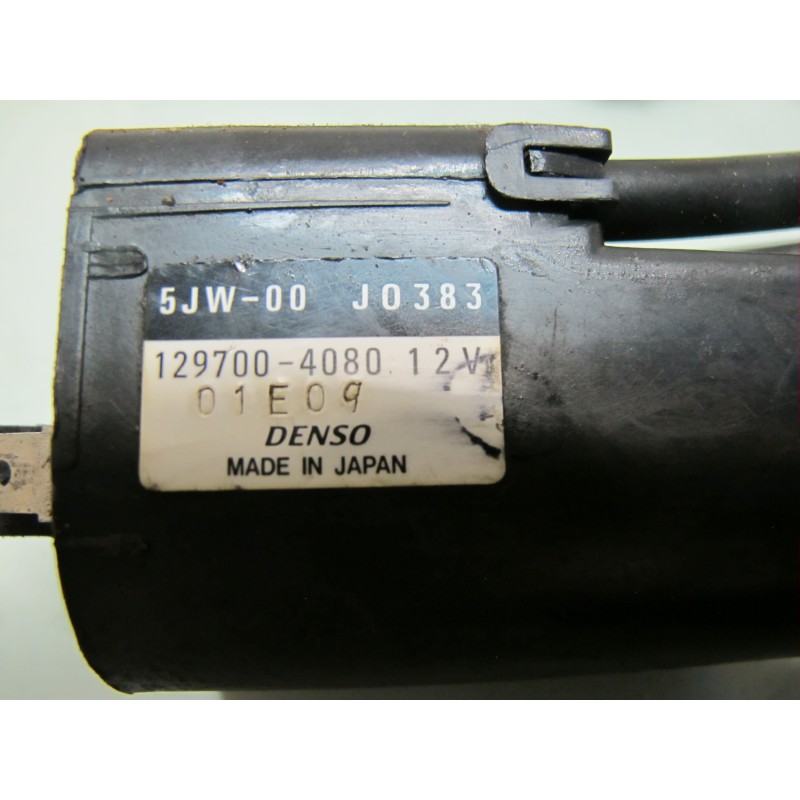 5JW-00 J0383
129700-4080 12V
01E09
DENSO
MADE IN JAPAN